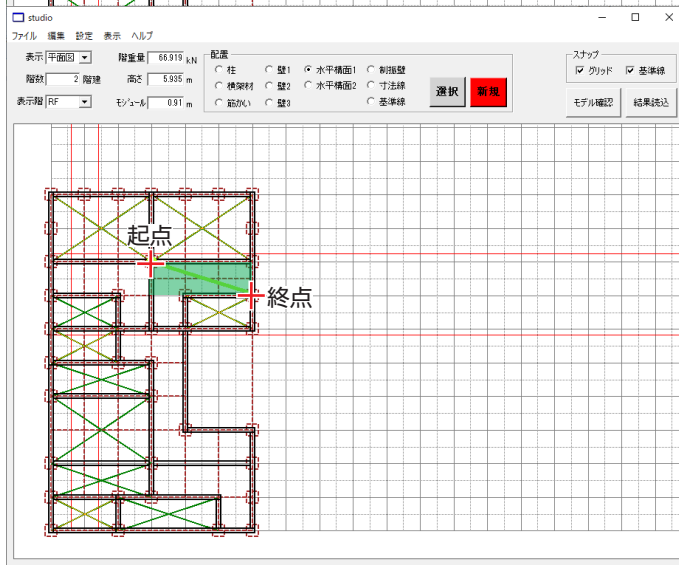 studio
ファイル 編集 設定 表示 ヘルプ
表示 平面図 階重量 66.919 kN
階数 2 階建 高さ 5.935 m
表示階 RF モジュール 0.91 m
配置
柱 壁1 水平構面1 制振壁
横架材 壁2 水平構面2 寸法線
筋かい 壁3 基準線
選択 新規
スナップ
グリッド 基準線
モデル確認 結果読込
起点
終点